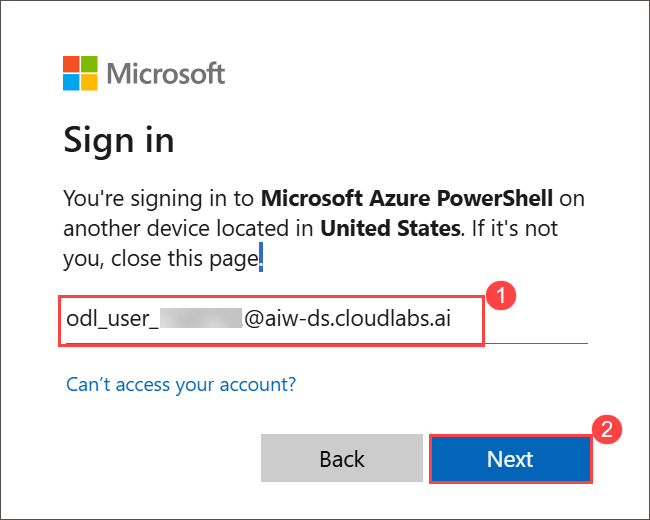 Microsoft
Sign in
You're signing in to Microsoft Azure PowerShell on
another device located in United States. If it's not
you, close this page.
1
odl_user_ @aiw-ds.cloudlabs.ai
Can't access your account?
2
Back
Next